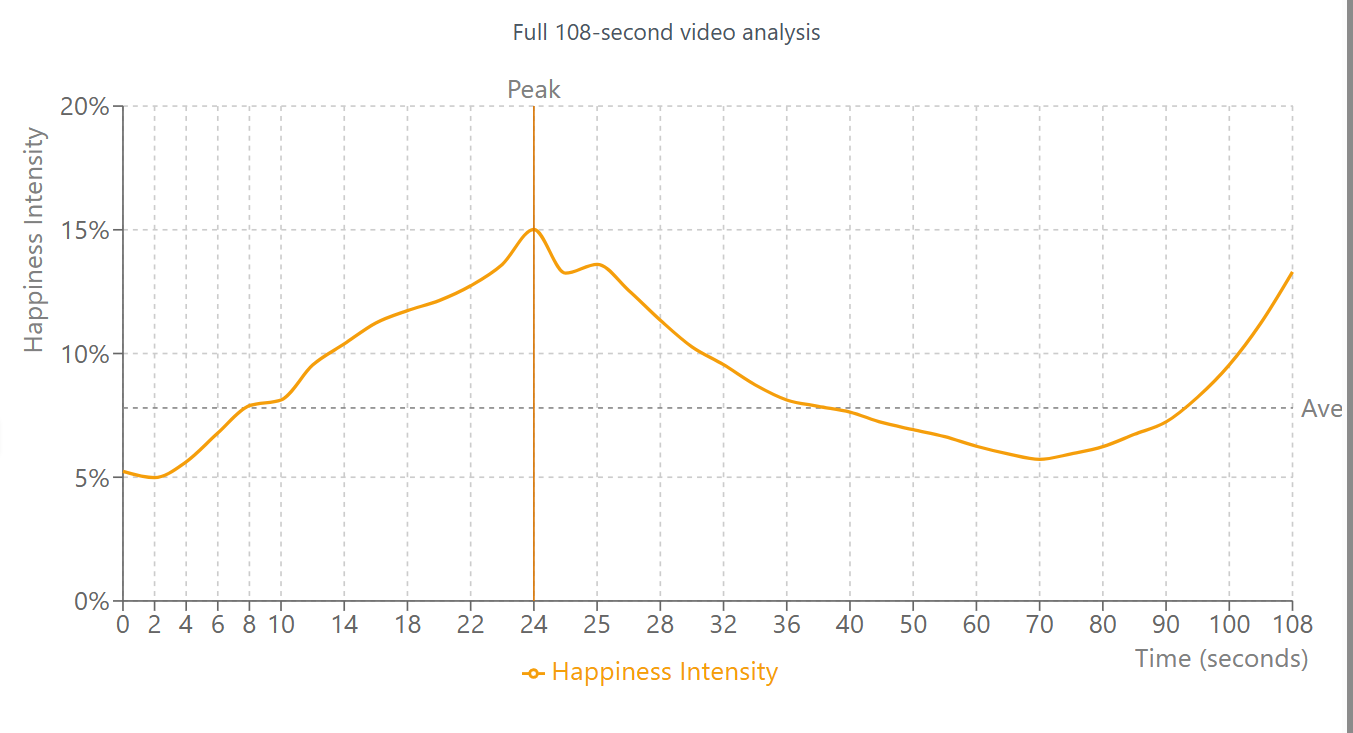 Full 108-second video analysis
Peak
20%
15%
10%
5%
0%
Happiness Intensity
Ave
0 2 4 6 8 10 14 18 22 24 25 28 32 36 40 50 60 70 80 90 100 108
Time (seconds)
Happiness Intensity